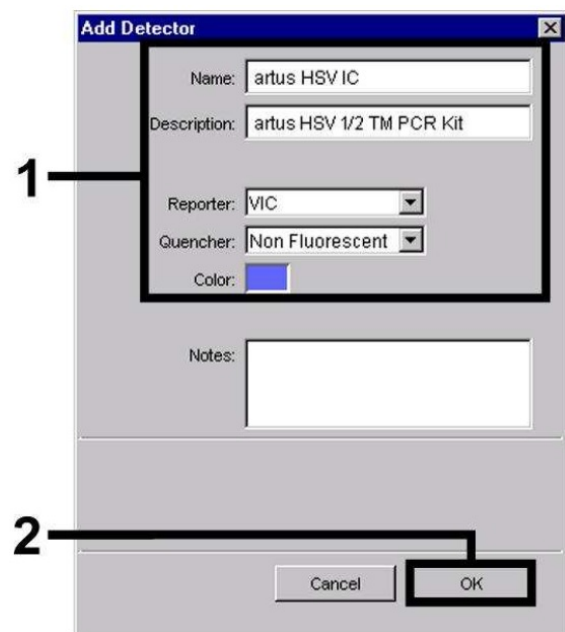 Add Detector
1
Name: artus HSV IC
Description: artus HSV 1/2 TM PCR Kit
Reporter: VIC
Quencher: Non Fluorescent
Color:
Notes:
2
Cancel OK